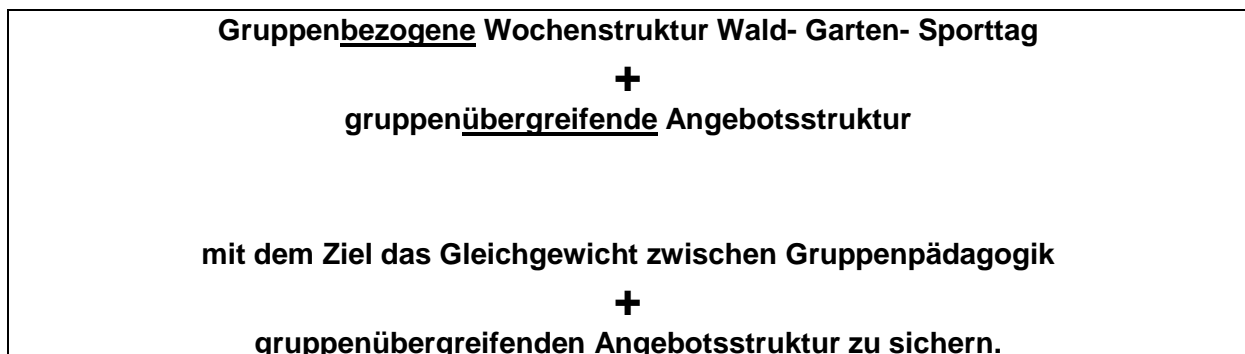 Gruppenbezogene Wochenstruktur Wald- Garten- Sporttag
+
gruppenübergreifende Angebotsstruktur
mit dem Ziel das Gleichgewicht zwischen Gruppenpädagogik
+
gruppenübergreifenden Angebotsstruktur zu sichern.